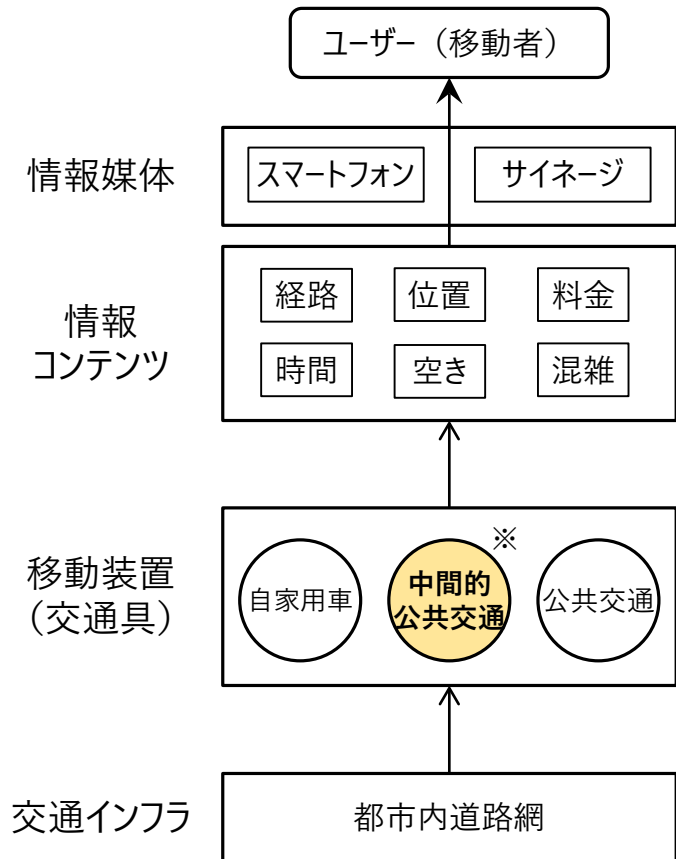 ユーザー（移動者）
情報媒体
スマートフォン
サイネージ
情報
コンテンツ
経路
位置
料金
時間
空き
混雑
移動装置
（交通具）
自家用車
中間的
公共交通
※
公共交通
交通インフラ
都市内道路網